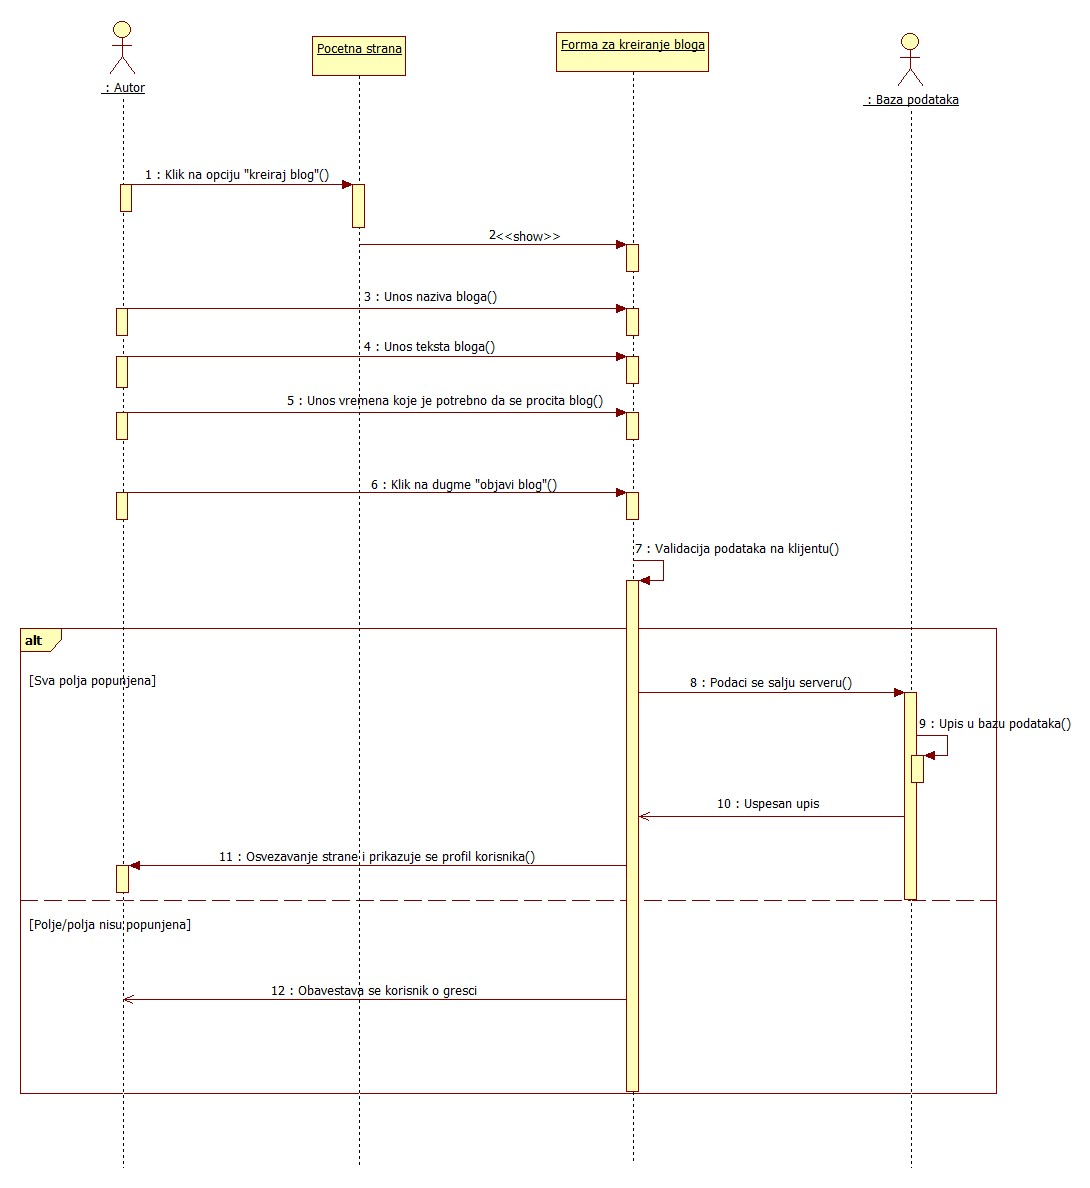 Pocetna strana
Forma za kreiranje bloga
: Autor
: Baza podataka
1 : Klik na opciju "kreiraj blog"()
2<<show>>
3 : Unos naziva bloga()
4 : Unos teksta bloga()
5 : Unos vremena koje je potrebno da se procita blog()
6 : Klik na dugme "objavi blog"()
7 : Validacija podataka na klijentu()
alt
[Sva polja popunjena]
8 : Podaci se salju serveru()
9 : Upis u bazu podataka()
10 : Uspesan upis
11 : Osvezavanje strane i prikazuje se profil korisnika()
[Polje/polja nisu popunjena]
12 : Obavestava se korisnik o gresci